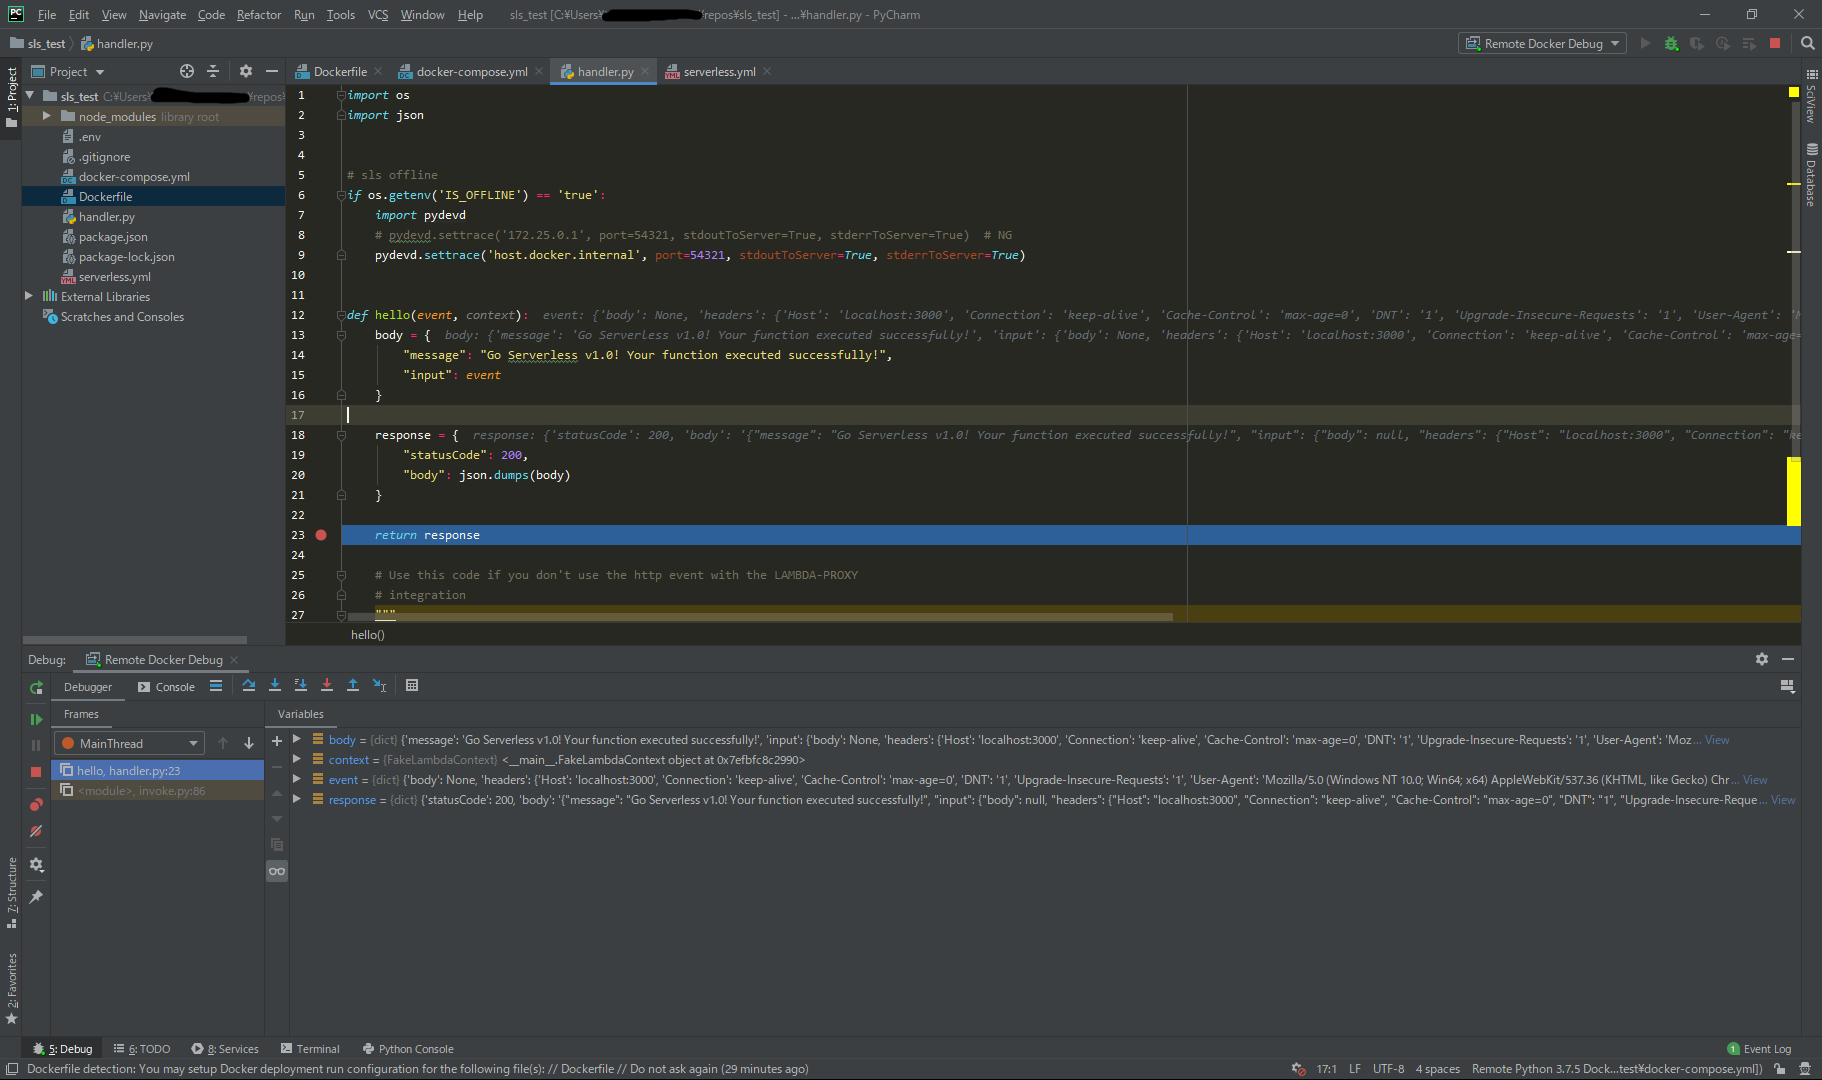 PC File Edit View Navigate Code Refactor Run Tools VCS Window Help sls_test [C:¥Users¥ ¥repos¥sls_test] - ...¥handler.py - PyCharm
sls_test handler.py Remote Docker Debug
1: Project
Project
Dockerfile docker-compose.yml handler.py serverless.yml
SciView
Database
sls_test C:¥Users¥ ¥repos¥
node_modules library root
.env
.gitignore
docker-compose.yml
Dockerfile
handler.py
package.json
package-lock.json
serverless.yml
External Libraries
Scratches and Consoles
1 import os
2 import json
3
4
5 # sls offline
6 if os.getenv('IS_OFFLINE') == 'true':
7 import pydevd
8 # pydevd.settrace('172.25.0.1', port=54321, stdoutToServer=True, stderrToServer=True)  # NG
9 pydevd.settrace('host.docker.internal', port=54321, stdoutToServer=True, stderrToServer=True)
10
11
12 def hello(event, context): event: {'body': None, 'headers': {'Host': 'localhost:3000', 'Connection': 'keep-alive', 'Cache-Control': 'max-age=0', 'DNT': '1', 'Upgrade-Insecure-Requests': '1', 'User-Agent': 'M
13 body = { body: {'message': 'Go Serverless v1.0! Your function executed successfully!', 'input': {'body': None, 'headers': {'Host': 'localhost:3000', 'Connection': 'keep-alive', 'Cache-Control': 'max-age=
14 "message": "Go Serverless v1.0! Your function executed successfully!",
15 "input": event
16 }
17
18 response = { response: {'statusCode': 200, 'body': '{"message": "Go Serverless v1.0! Your function executed successfully!", "input": {"body": null, "headers": {"Host": "localhost:3000", "Connection": "ke
19 "statusCode": 200,
20 "body": json.dumps(body)
21 }
22
23 return response
24
25 # Use this code if you don't use the http event with the LAMBDA-PROXY
26 # integration
27 """
hello()
Debug: Remote Docker Debug
Debugger Console
Frames Variables
MainThread
hello, handler.py:23
<module>, invoke.py:86
body = {dict} {'message': 'Go Serverless v1.0! Your function executed successfully!', 'input': {'body': None, 'headers': {'Host': 'localhost:3000', 'Connection': 'keep-alive', 'Cache-Control': 'max-age=0', 'DNT': '1', 'Upgrade-Insecure-Requests': '1', 'User-Agent': 'Moz... View
context = {FakeLambdaContext} <__main__.FakeLambdaContext object at 0x7efbfc8c2990>
event = {dict} {'body': None, 'headers': {'Host': 'localhost:3000', 'Connection': 'keep-alive', 'Cache-Control': 'max-age=0', 'DNT': '1', 'Upgrade-Insecure-Requests': '1', 'User-Agent': 'Mozilla/5.0 (Windows NT 10.0; Win64; x64) AppleWebKit/537.36 (KHTML, like Gecko) Chr... View
response = {dict} {'statusCode': 200, 'body': '{"message": "Go Serverless v1.0! Your function executed successfully!", "input": {"body": null, "headers": {"Host": "localhost:3000", "Connection": "keep-alive", "Cache-Control": "max-age=0", "DNT": "1", "Upgrade-Insecure-Reque... View
7: Structure
2: Favorites
5: Debug 6: TODO 8: Services Terminal Python Console 1 Event Log
Dockerfile detection: You may setup Docker deployment run configuration for the following file(s): // Dockerfile // Do not ask again (29 minutes ago) 17:1 LF UTF-8 4 spaces Remote Python 3.7.5 Dock...test¥docker-compose.yml])